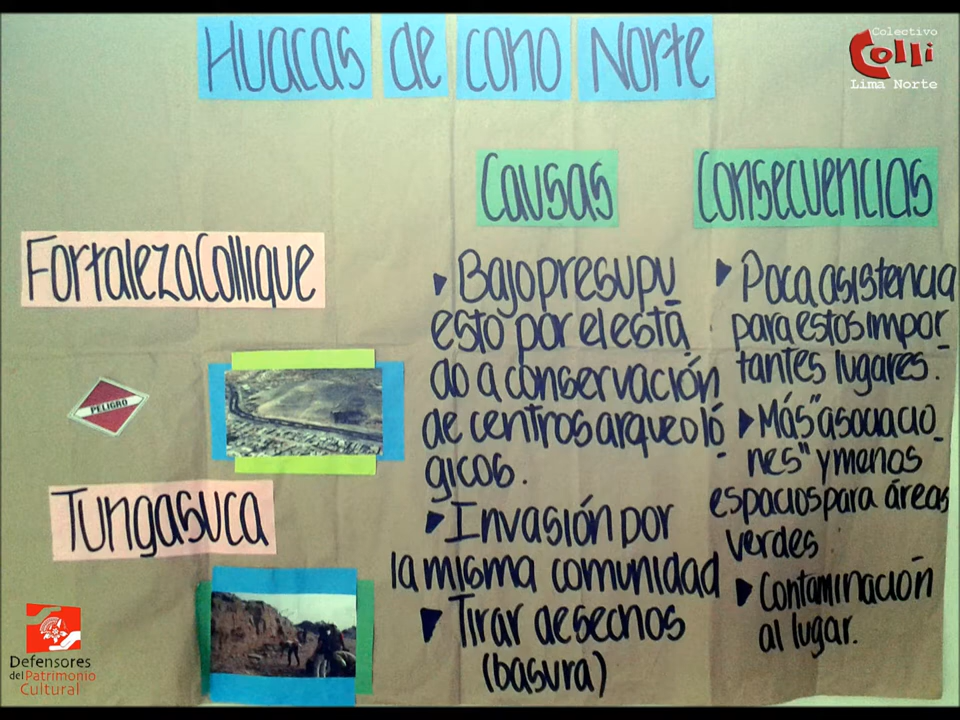 Huacas de cono Norte
Colectivo
Colli
Lima Norte
Causas
Consecuencias
Fortaleza Collique
PELIGRO
Tungasuca
▸ Bajo presupu
esto por el esta
do a conservación
de centros arqueoló
gicos.
▸ Invasión por
la misma comunidad
▸ Tirar desechos
(basura)
▸ Poca asistencia
para estos impor-
tantes lugares.
▸ Más "asociacio_
nes" y menos
espacios para áreas
verdes
▸ Contaminación
al lugar.
Defensores
del Patrimonio
Cultural